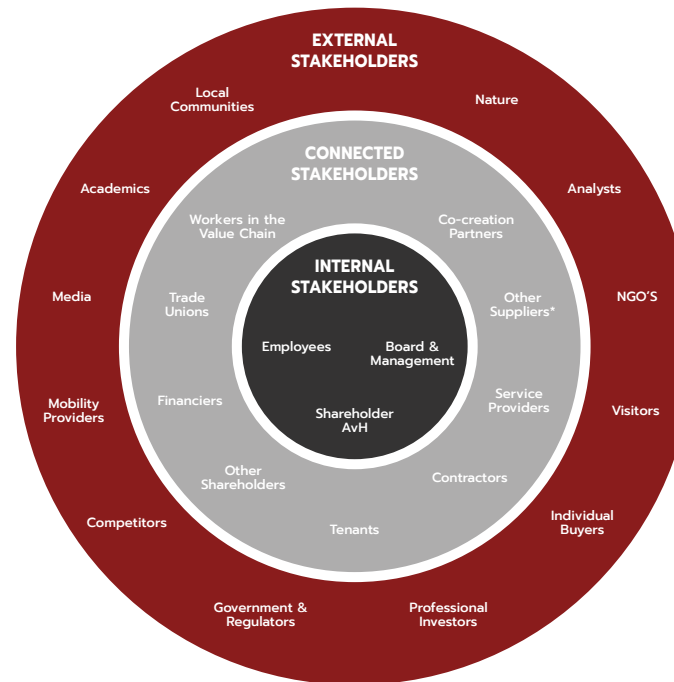 EXTERNAL
STAKEHOLDERS
Local
Communities
Nature
Academics
Analysts
Media
NGO’S
Mobility
Providers
Visitors
Competitors
Individual
Buyers
Government &
Regulators
Professional
Investors
CONNECTED
STAKEHOLDERS
Workers in the
Value Chain
Co-creation
Partners
Trade
Unions
Other
Suppliers*
Financiers
Service
Providers
Other
Shareholders
Contractors
Tenants
INTERNAL
STAKEHOLDERS
Employees
Board &
Management
Shareholder
AvH